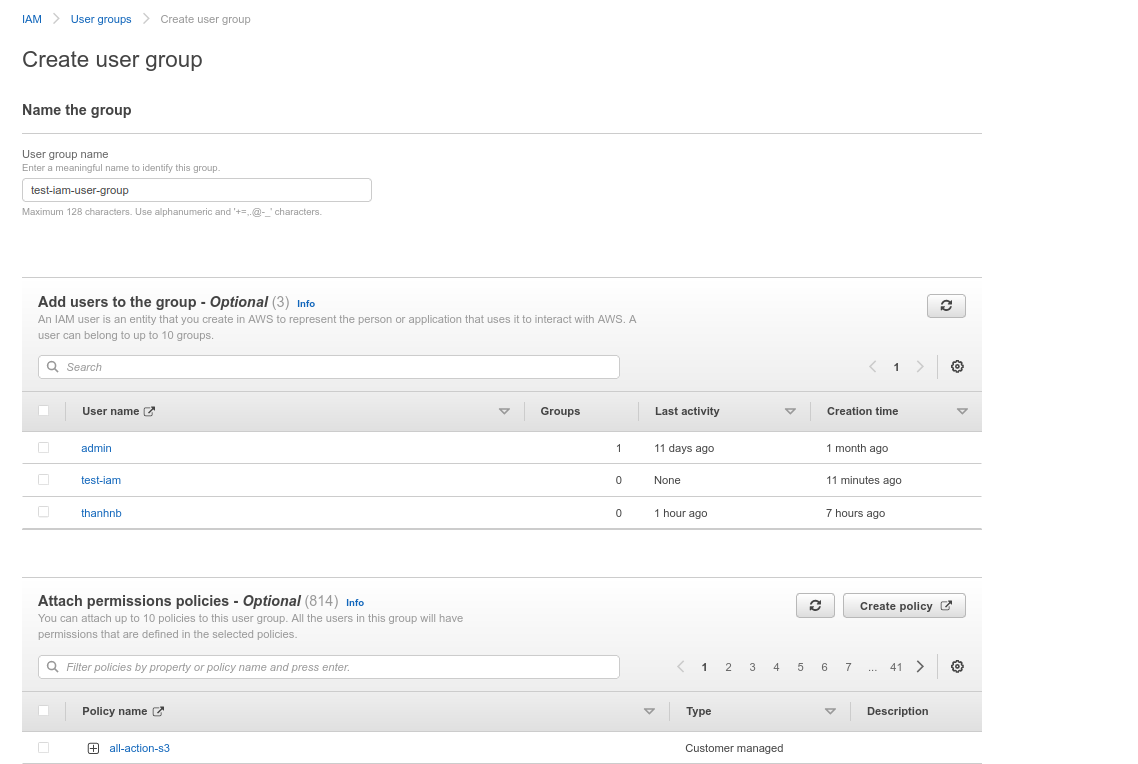 IAM > User groups > Create user group
Create user group
Name the group
User group name
Enter a meaningful name to identify this group.
test-iam-user-group
Maximum 128 characters. Use alphanumeric and '+=,.@-_' characters.
Add users to the group - Optional (3) Info
An IAM user is an entity that you create in AWS to represent the person or application that uses it to interact with AWS. A
user can belong to up to 10 groups.
Search 1
User name Groups Last activity Creation time
admin 1 11 days ago 1 month ago
test-iam 0 None 11 minutes ago
thanhnb 0 1 hour ago 7 hours ago
Attach permissions policies - Optional (814) Info
Create policy
You can attach up to 10 policies to this user group. All the users in this group will have
permissions that are defined in the selected policies.
Filter policies by property or policy name and press enter. 1 2 3 4 5 6 7 ... 41
Policy name Type Description
all-action-s3 Customer managed